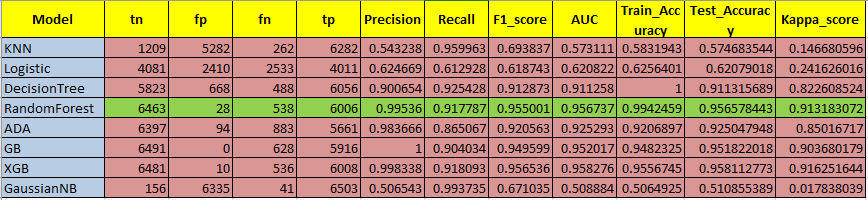 Model tn fp fn tp Precision Recall F1_score AUC Train_Acc uracy Test_Accurac y Kappa_score
KNN 1209 5282 262 6282 0.543238 0.959963 0.693837 0.573111 0.5831943 0.574683544 0.146680596
Logistic 4081 2410 2533 4011 0.624669 0.612928 0.618743 0.620822 0.6256401 0.62079018 0.241626016
DecisionTree 5823 668 488 6056 0.900654 0.925428 0.912873 0.911258 1 0.911315689 0.822608524
RandomForest 6463 28 538 6006 0.99536 0.917787 0.955001 0.956737 0.9942459 0.956578443 0.913183072
ADA 6397 94 883 5661 0.983666 0.865067 0.920563 0.925293 0.9206897 0.925047948 0.85016717
GB 6491 0 628 5916 1 0.904034 0.949599 0.952017 0.9482325 0.951822018 0.903680179
XGB 6481 10 536 6008 0.998338 0.918093 0.956536 0.958276 0.9556745 0.958112773 0.916251644
GaussianNB 156 6335 41 6503 0.506543 0.993735 0.671035 0.508884 0.5064925 0.510855389 0.017838039